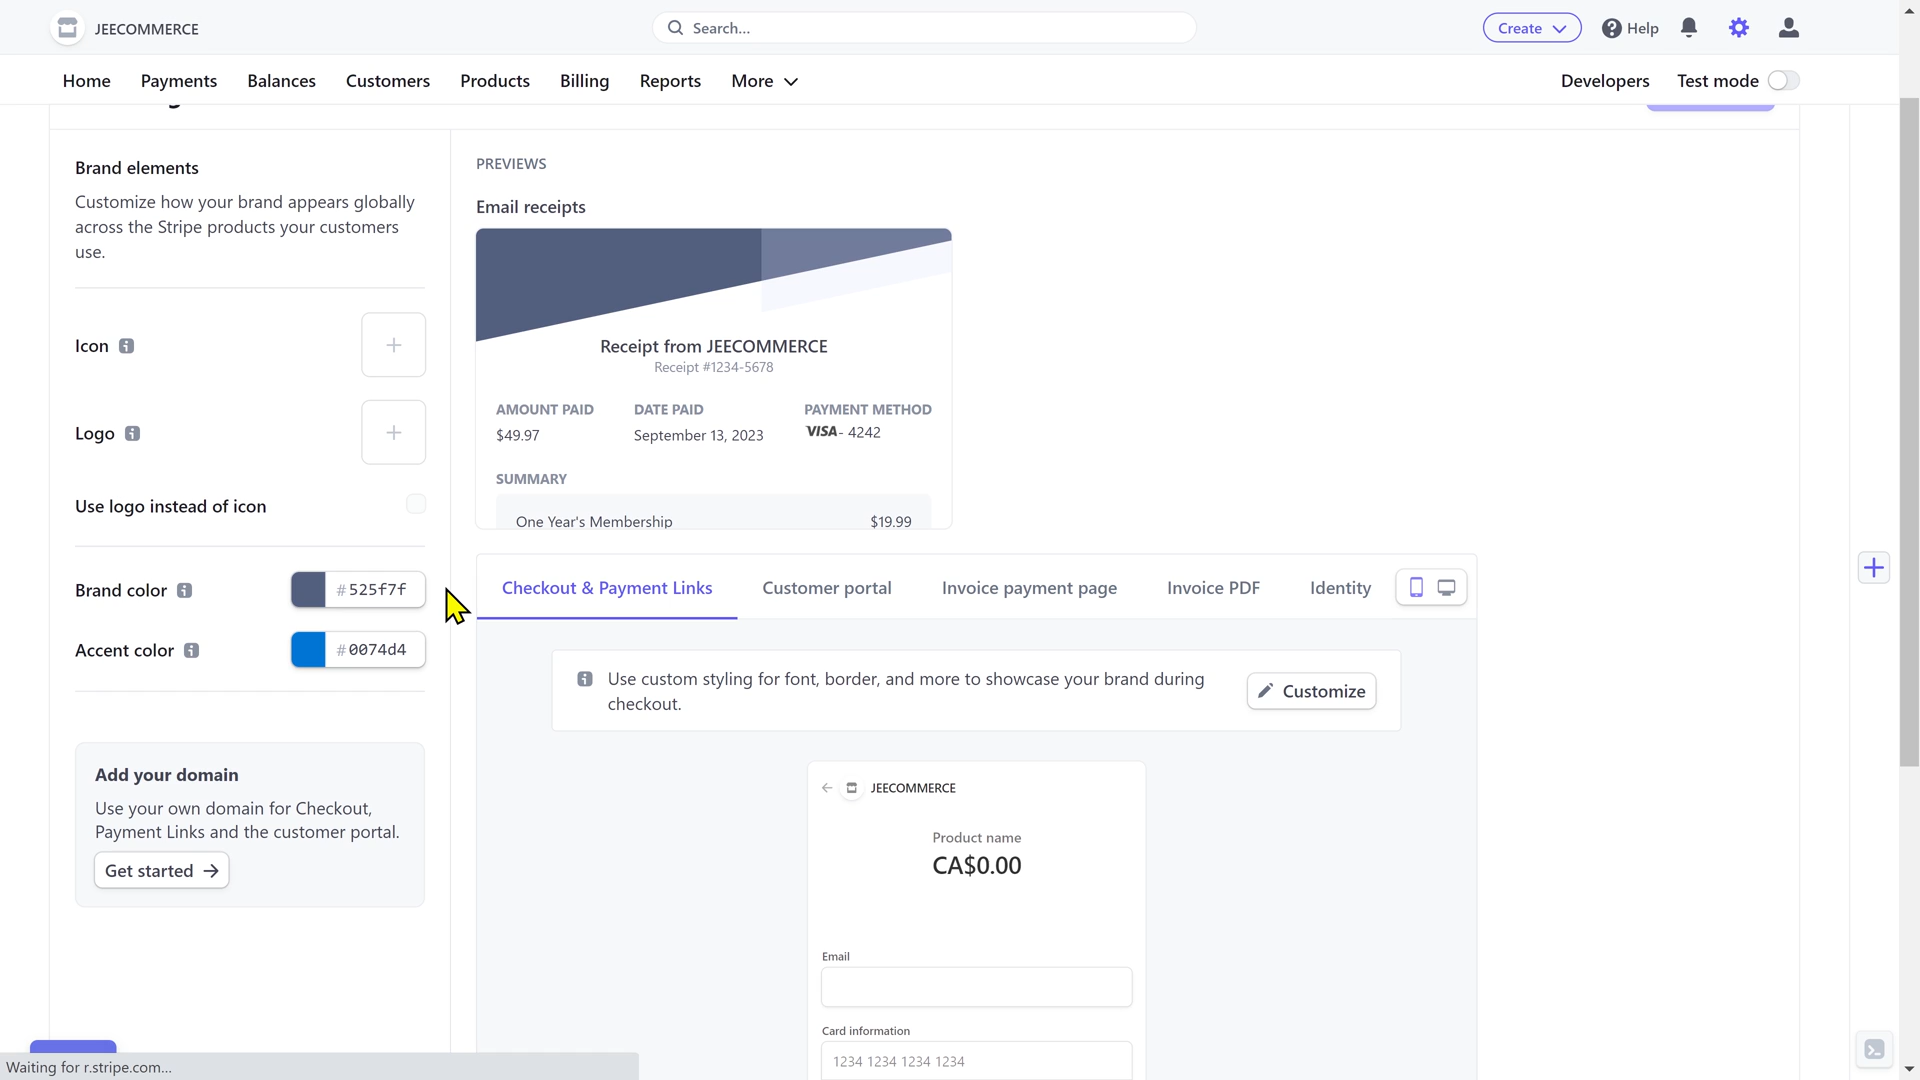 JEECOMMERCE
Search...
Create
Help
Home
Payments
Balances
Customers
Products
Billing
Reports
More
Developers
Test mode
Brand elements
Customize how your brand appears globally
across the Stripe products your customers
use.
Icon
Logo
Use logo instead of icon
Brand color
#525f7f
Accent color
#0074d4
Add your domain
Use your own domain for Checkout,
Payment Links and the customer portal.
Get started →
PREVIEWS
Email receipts
Receipt from JEECOMMERCE
Receipt #1234-5678
AMOUNT PAID
DATE PAID
PAYMENT METHOD
$49.97
September 13, 2023
VISA - 4242
SUMMARY
One Year's Membership
$19.99
Checkout & Payment Links
Customer portal
Invoice payment page
Invoice PDF
Identity
Use custom styling for font, border, and more to showcase your brand during
checkout.
Customize
JEECOMMERCE
Product name
CA$0.00
Email
Card information
1234 1234 1234 1234
Waiting for r.stripe.com...